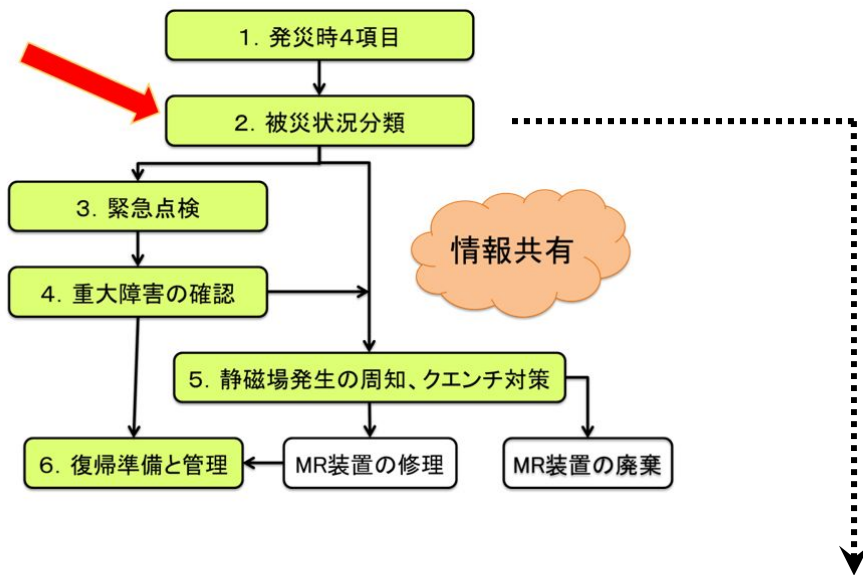 1．発災時4項目
2．被災状況分類
3．緊急点検
情報共有
4．重大障害の確認
5．静磁場発生の周知、クエンチ対策
6．復帰準備と管理
MR装置の修理
MR装置の廃棄